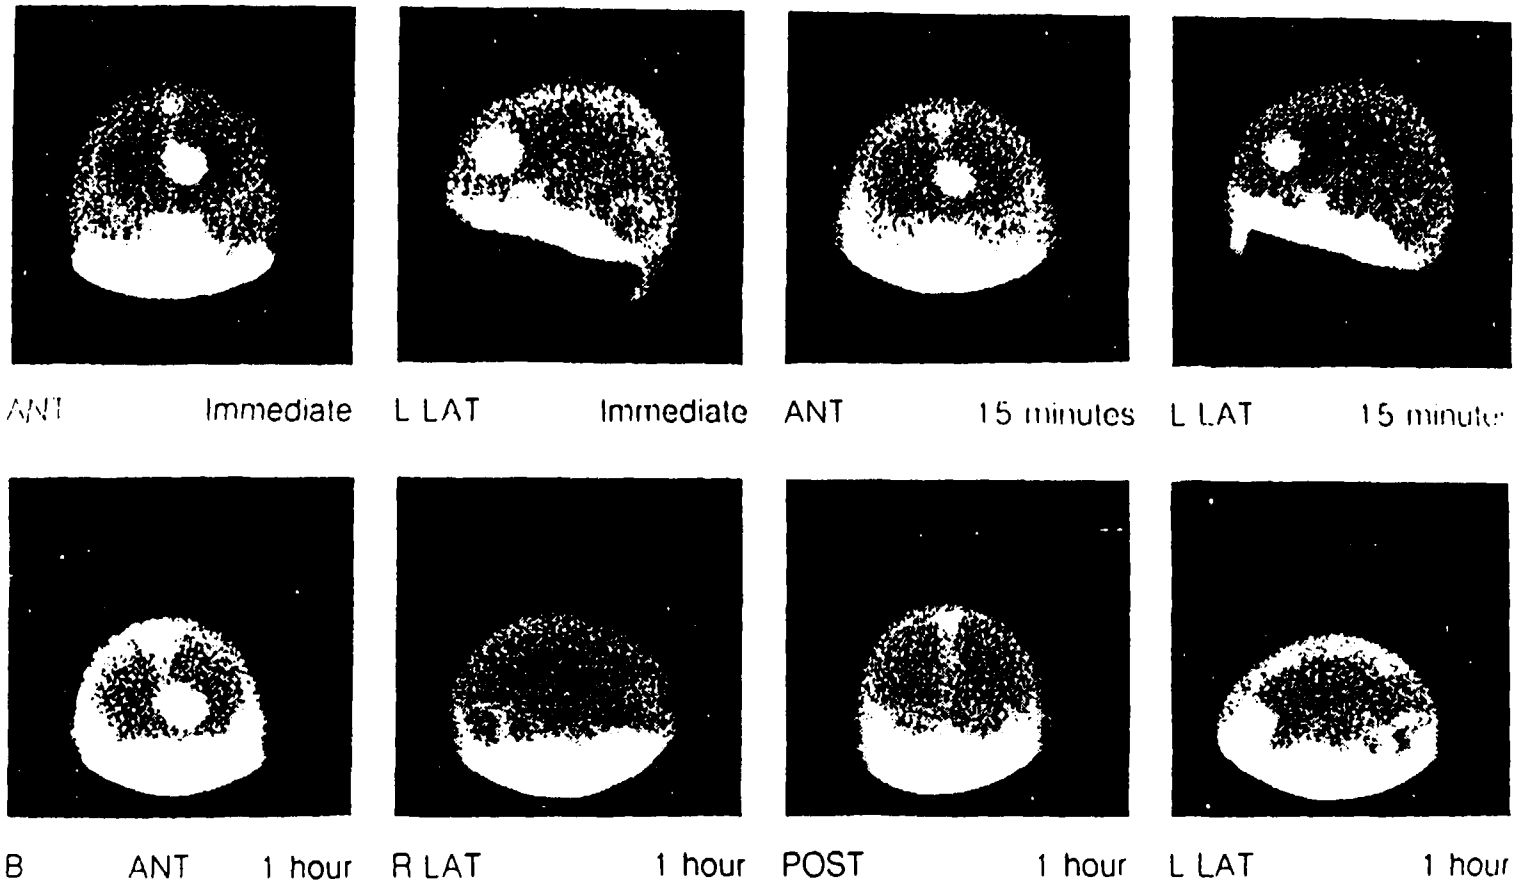 ANT Immediate L LAT Immediate ANT 15 minutes L LAT 15 minutes
B ANT 1 hour R LAT 1 hour POST 1 hour L LAT 1 hour